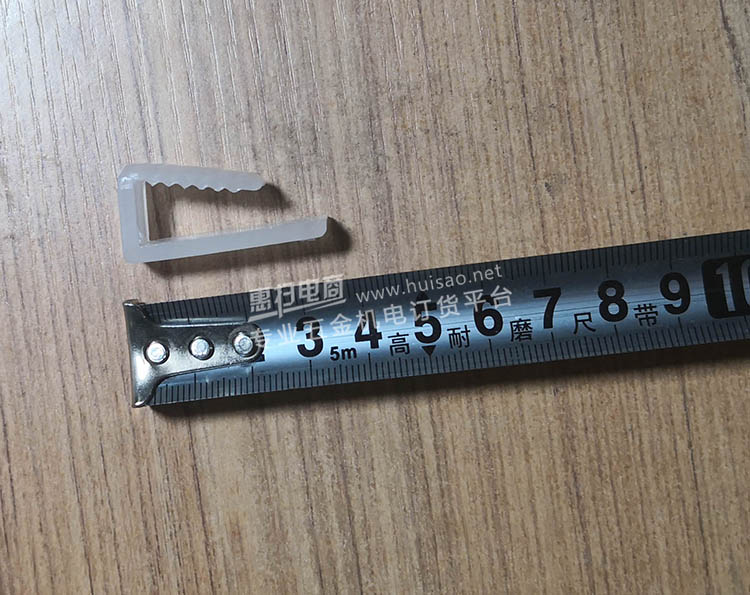 惠扫电商 www.huisao.net
专业五金机电订货平台
3 4 5 6 7 8 9
5m 高 耐 磨 尺 带